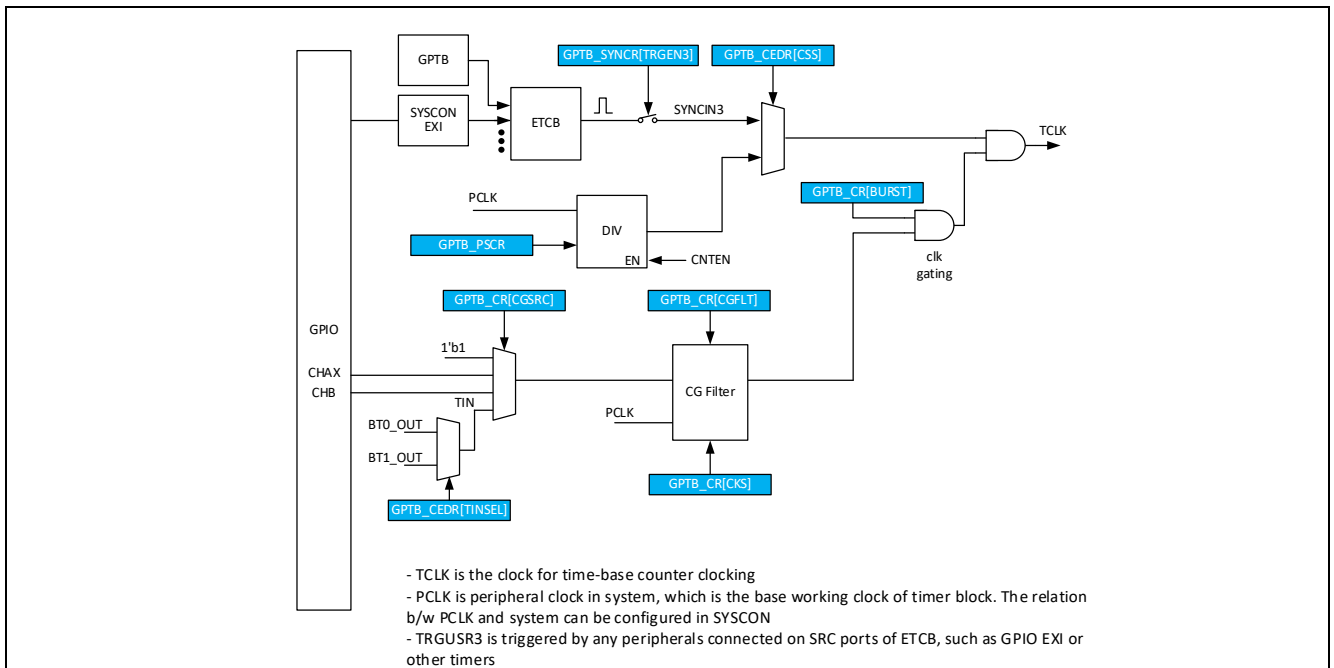 GPTB
GPTB_SYNCR[TRGEN3]
GPTB_CEDR[CSS]
SYSCON
EXI
ETCB
SYNCIN3
TCLK
PCLK
GPTB_CR[BURST]
DIV
GPTB_PSCR
EN
CNTEN
clk
gating
GPTB_CR[CGSRC]
GPTB_CR[CGFLT]
GPIO
1'b1
CHAX
CHB
CG Filter
TIN
PCLK
BT0_OUT
BT1_OUT
GPTB_CR[CKS]
GPTB_CEDR[TINSEL]
- TCLK is the clock for time-base counter clocking
- PCLK is peripheral clock in system, which is the base working clock of timer block. The relation
b/w PCLK and system can be configured in SYSCON
- TRGUSR3 is triggered by any peripherals connected on SRC ports of ETCB, such as GPIO EXI or
other timers